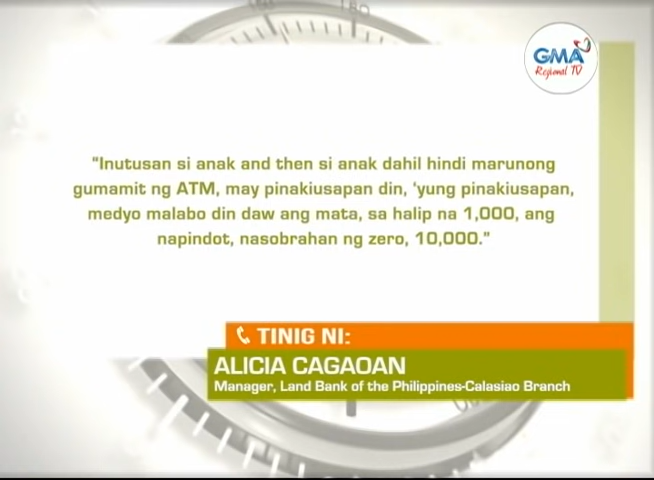 GMA
Regional TV
"Inutusan si anak and then si anak dahil hindi marunong
gumamit ng ATM, may pinakiusapan din, 'yung pinakiusapan,
medyo malabo din daw ang mata, sa halip na 1,000, ang
napindot, nasobrahan ng zero, 10,000."
TINIG NI:
ALICIA CAGAOAN
Manager, Land Bank of the Philippines-Calasiao Branch